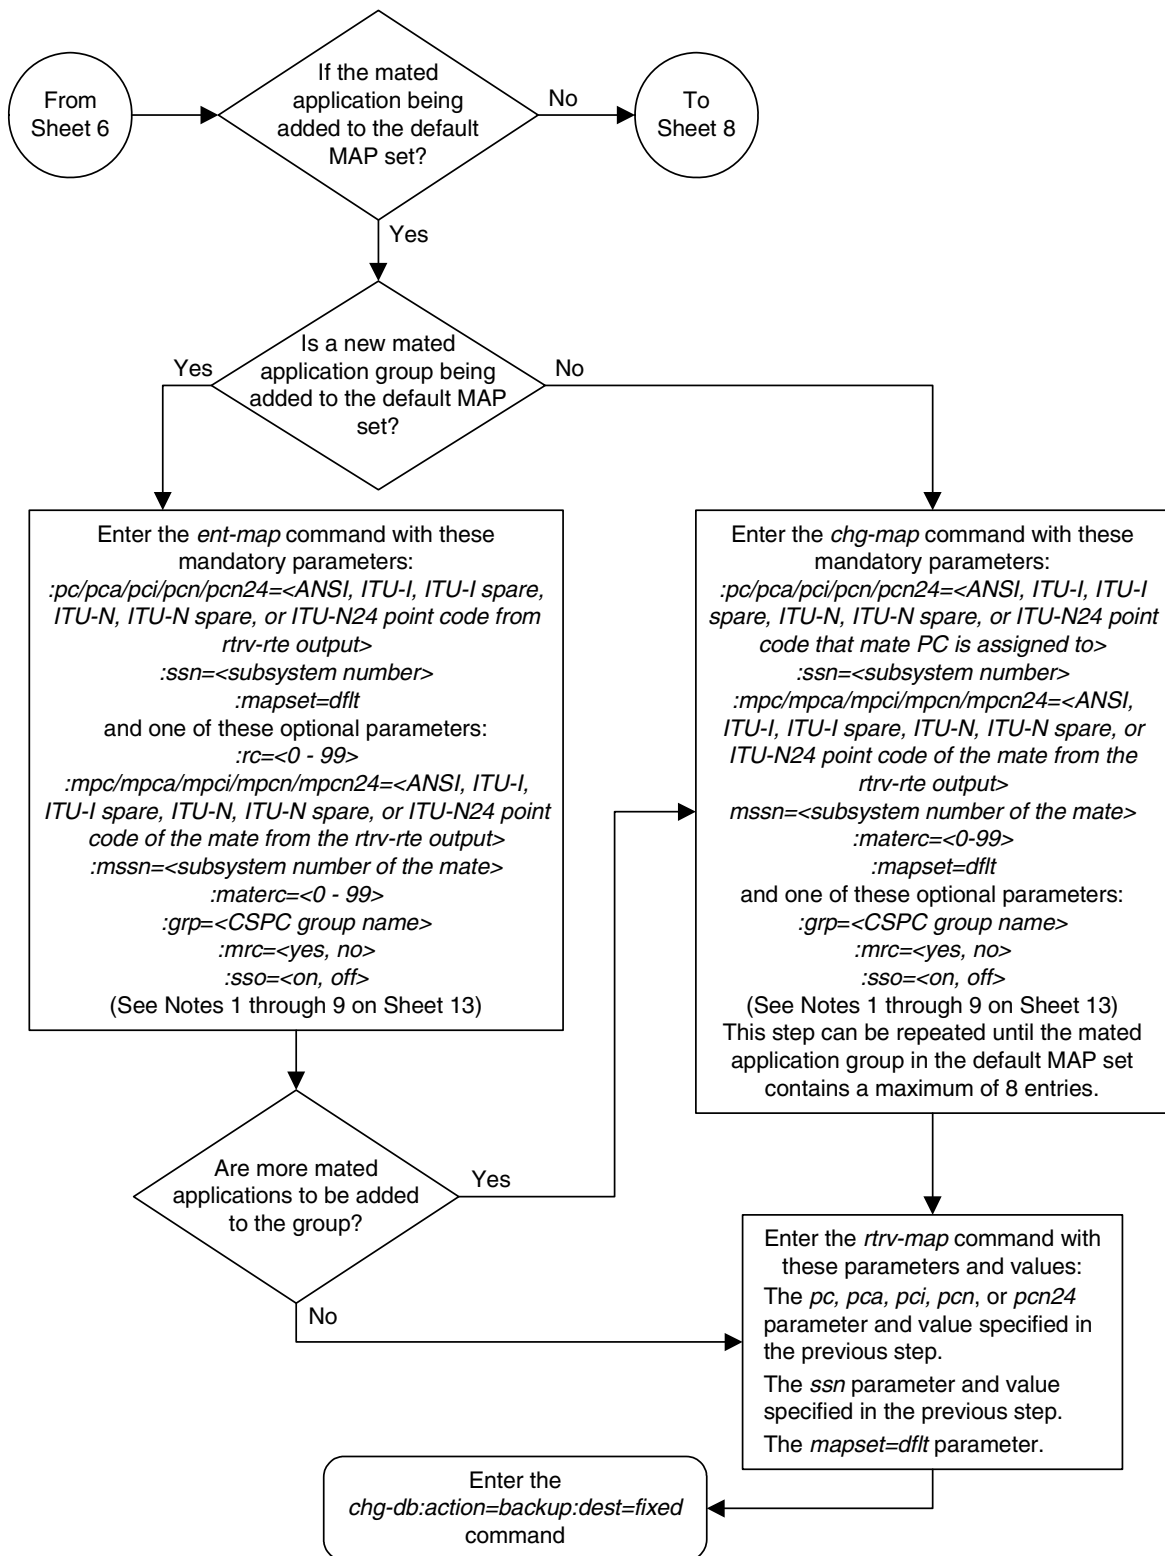 From
Sheet 6
If the mated
application being
added to the default
MAP set?
No
To
Sheet 8
Yes
Is a new mated
application group being
added to the default MAP
set?
Yes
No
Enter the ent-map command with these
mandatory parameters:
:pc/pca/pci/pcn/pcn24=<ANSI, ITU-I, ITU-I spare,
ITU-N, ITU-N spare, or ITU-N24 point code from
rtrv-rte output>
:ssn=<subsystem number>
:mapset=dflt
and one of these optional parameters:
:rc=<0 - 99>
:mpc/mpca/mpci/mpcn/mpcn24=<ANSI, ITU-I,
ITU-I spare, ITU-N, ITU-N spare, or ITU-N24 point
code of the mate from the rtrv-rte output>
:mssn=<subsystem number of the mate>
:materc=<0 - 99>
:grp=<CSPC group name>
:mrc=<yes, no>
:sso=<on, off>
(See Notes 1 through 9 on Sheet 13)
Enter the chg-map command with these
mandatory parameters:
:pc/pca/pci/pcn/pcn24=<ANSI, ITU-I, ITU-I
spare, ITU-N, ITU-N spare, or ITU-N24 point
code that mate PC is assigned to>
:ssn=<subsystem number>
:mpc/mpca/mpci/mpcn/mpcn24=<ANSI,
ITU-I, ITU-I spare, ITU-N, ITU-N spare, or
ITU-N24 point code of the mate from the
rtrv-rte output>
mssn=<subsystem number of the mate>
:materc=<0-99>
:mapset=dflt
and one of these optional parameters:
:grp=<CSPC group name>
:mrc=<yes, no>
:sso=<on, off>
(See Notes 1 through 9 on Sheet 13)
This step can be repeated until the mated
application group in the default MAP set
contains a maximum of 8 entries.
Are more mated
applications to be added
to the group?
Yes
No
Enter the rtrv-map command with
these parameters and values:
The pc, pca, pci, pcn, or pcn24
parameter and value specified in
the previous step.
The ssn parameter and value
specified in the previous step.
The mapset=dflt parameter.
Enter the
chg-db:action=backup:dest=fixed
command